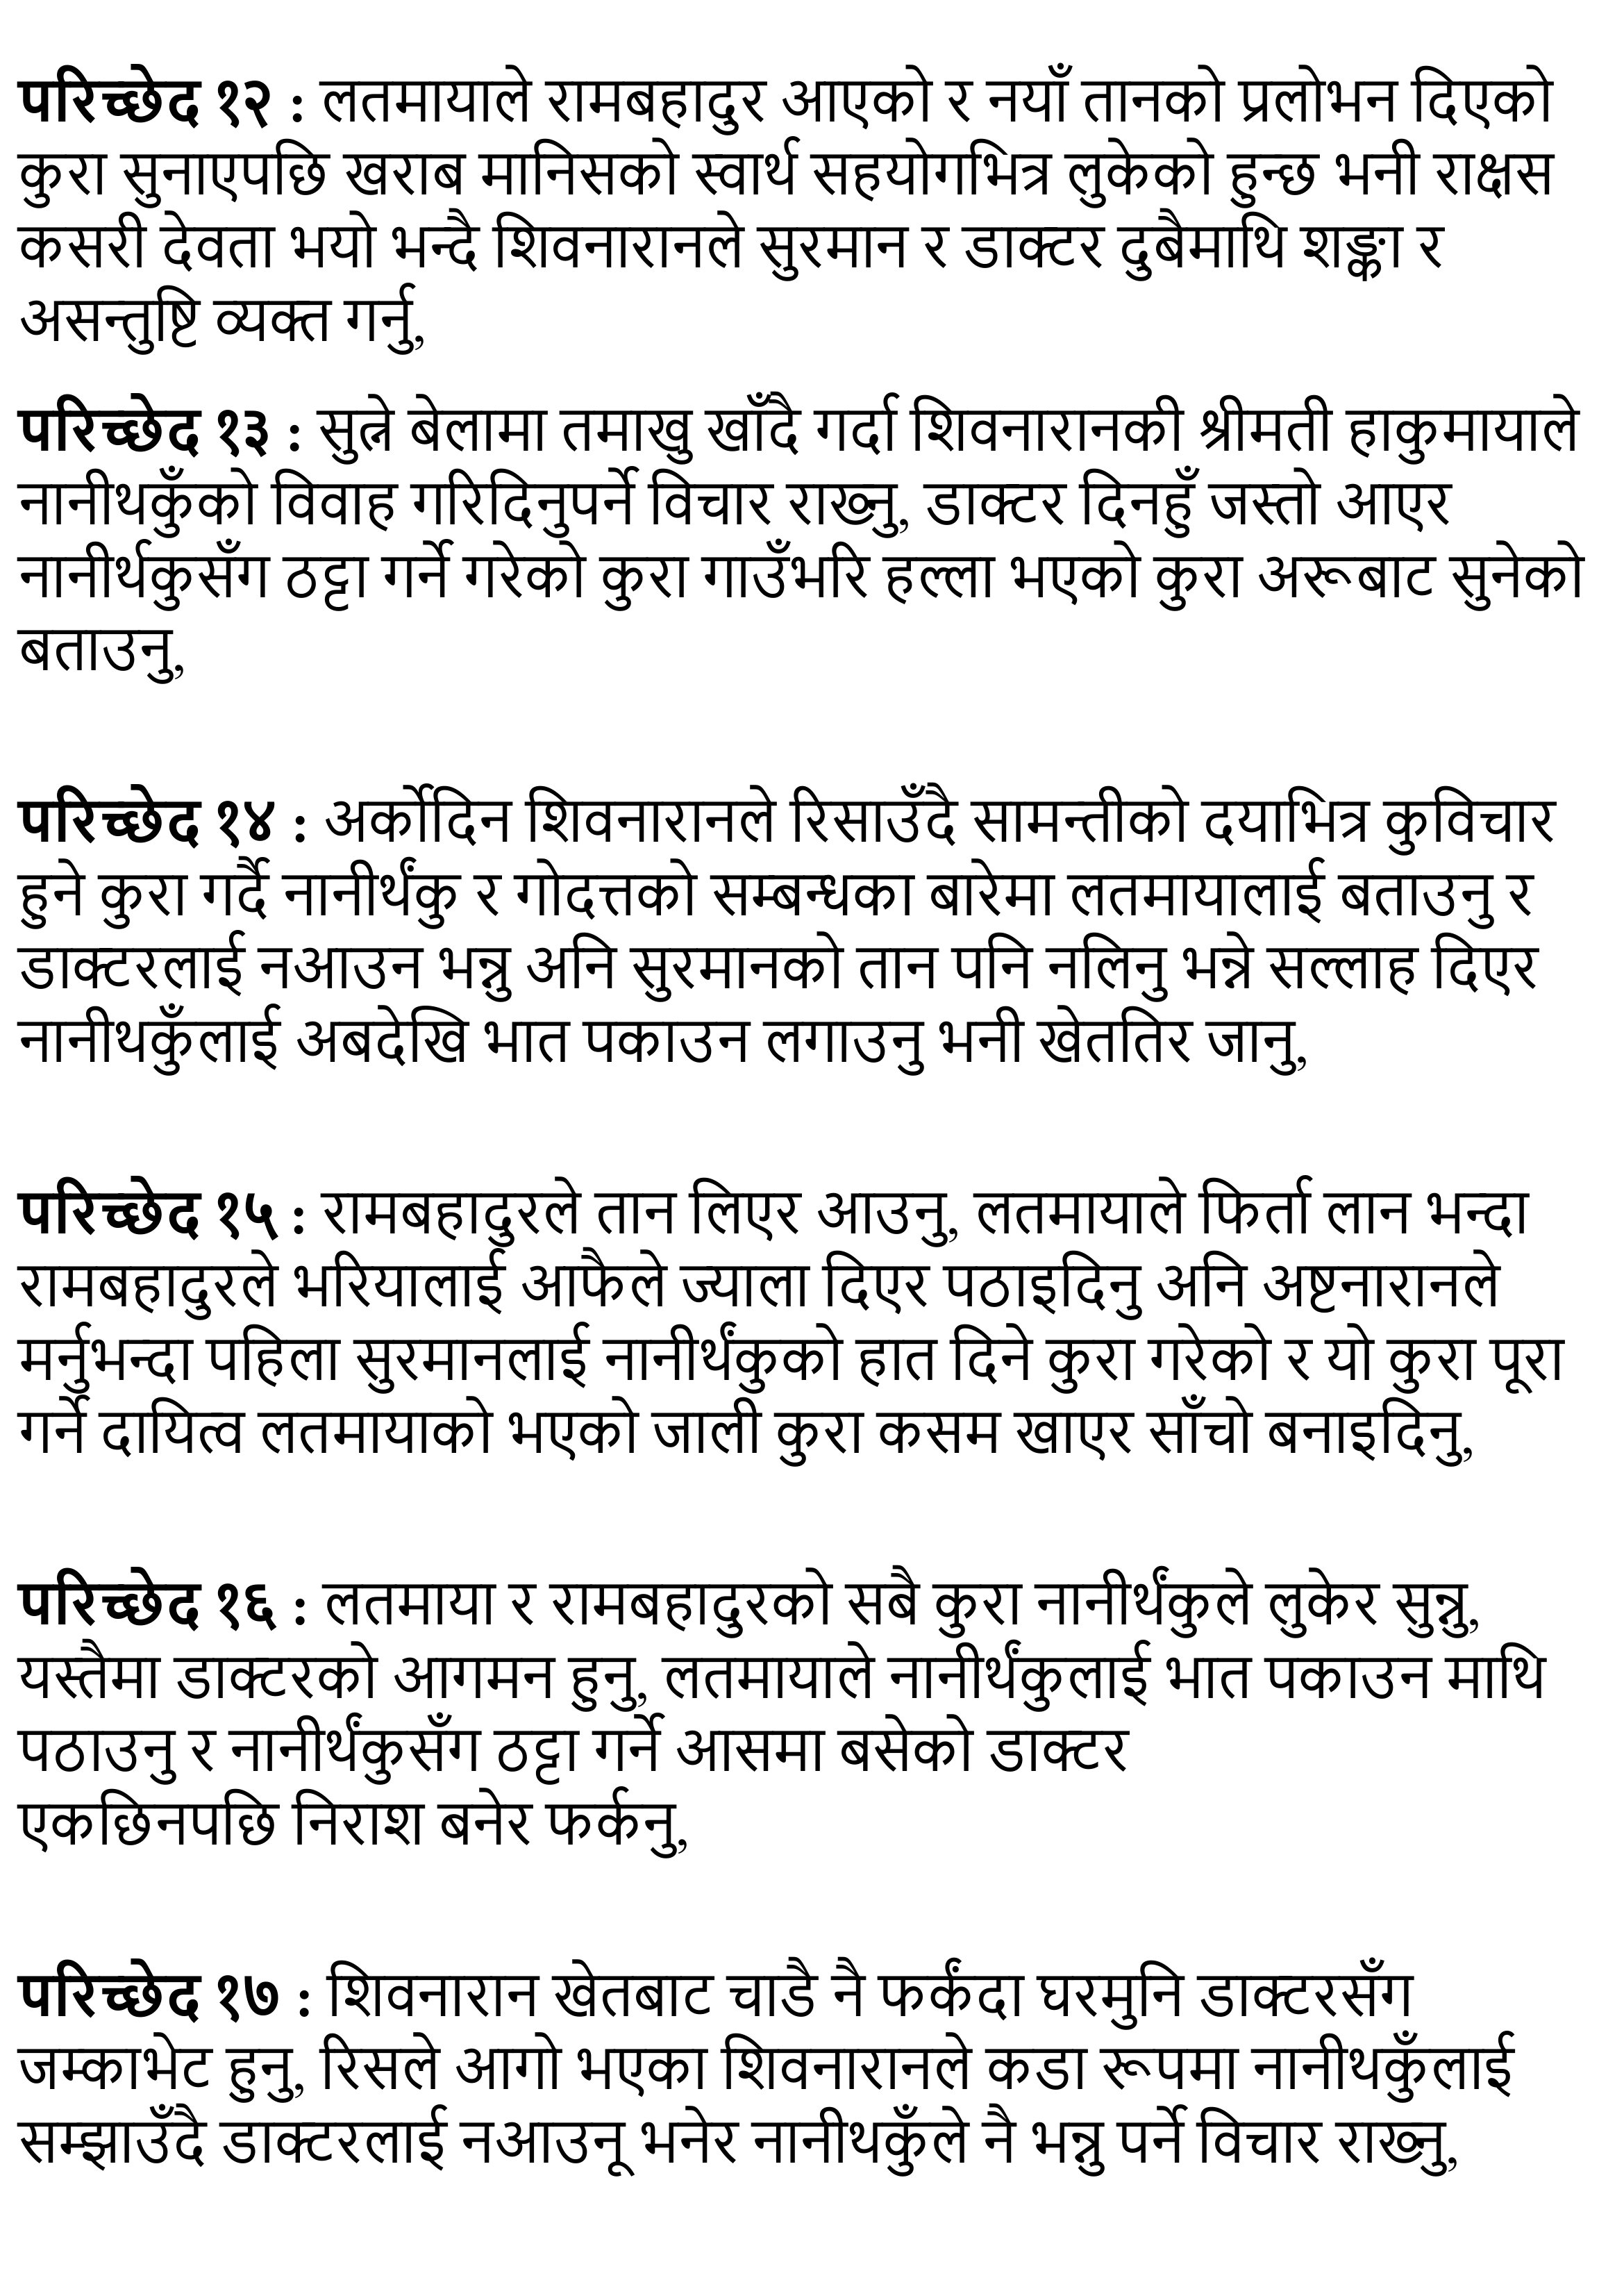 परिच्छेद १२ : लतमायाले रामबहादुर आएको र नयाँ तानको प्रलोभन दिएको
कुरा सुनाएपछि खराब मानिसको स्वार्थ सहयोगभित्र लुकेको हुन्छ भनी राक्षस
कसरी देवता भयो भन्दै शिवनारानले सुरमान र डाक्टर दुबैमाथि शङ्का र
असन्तुष्टि व्यक्त गर्नु,
परिच्छेद १३ : सुत्ने बेलामा तमाखु खाँदै गर्दा शिवनारानकी श्रीमती हाकुमायाले
नानीथकुँको विवाह गरिदिनुपर्ने विचार राख्नु, डाक्टर दिनहुँ जस्तो आएर
नानीर्थकुसँग ठट्टा गर्ने गरेको कुरा गाउँभरि हल्ला भएको कुरा अरूबाट सुनेको
बताउनु,
परिच्छेद १४ : अर्कोदिन शिवनारानले रिसाउँदै सामन्तीको दयाभित्र कुविचार
हुने कुरा गर्दै नानीर्थंकु र गोदत्तको सम्बन्धका बारेमा लतमायालाई बताउनु र
डाक्टरलाई नआउन भन्नु अनि सुरमानको तान पनि नलिनु भन्ने सल्लाह दिएर
नानीथकुँलाई अबदेखि भात पकाउन लगाउनु भनी खेततिर जानु,
परिच्छेद १५ : रामबहादुरले तान लिएर आउनु, लतमायाले फिर्ता लान भन्दा
रामबहादुरले भरियालाई आफैले ज्याला दिएर पठाइदिनु अनि अष्टनारानले
मर्नुभन्दा पहिला सुरमानलाई नानीर्थंकुको हात दिने कुरा गरेको र यो कुरा पूरा
गर्ने दायित्व लतमायाको भएको जाली कुरा कसम खाएर साँचो बनाइदिनु,
परिच्छेद १६ : लतमाया र रामबहादुरको सबै कुरा नानीर्थंकुले लुकेर सुन्नु,
यस्तैमा डाक्टरको आगमन हुनु, लतमायाले नानीर्थंकुलाई भात पकाउन माथि
पठाउनु र नानीर्थंकुसँग ठट्टा गर्ने आसमा बसेको डाक्टर
एकछिनपछि निराश बनेर फर्कनु,
परिच्छेद १७ : शिवनारान खेतबाट चाडै नै फर्कंदा घरमुनि डाक्टरसँग
जम्काभेट हुनु, रिसले आगो भएका शिवनारानले कडा रूपमा नानीथकुँलाई
सम्झाउँदै डाक्टरलाई नआउनू भनेर नानीथकुँले नै भन्नु पर्ने विचार राख्नु,